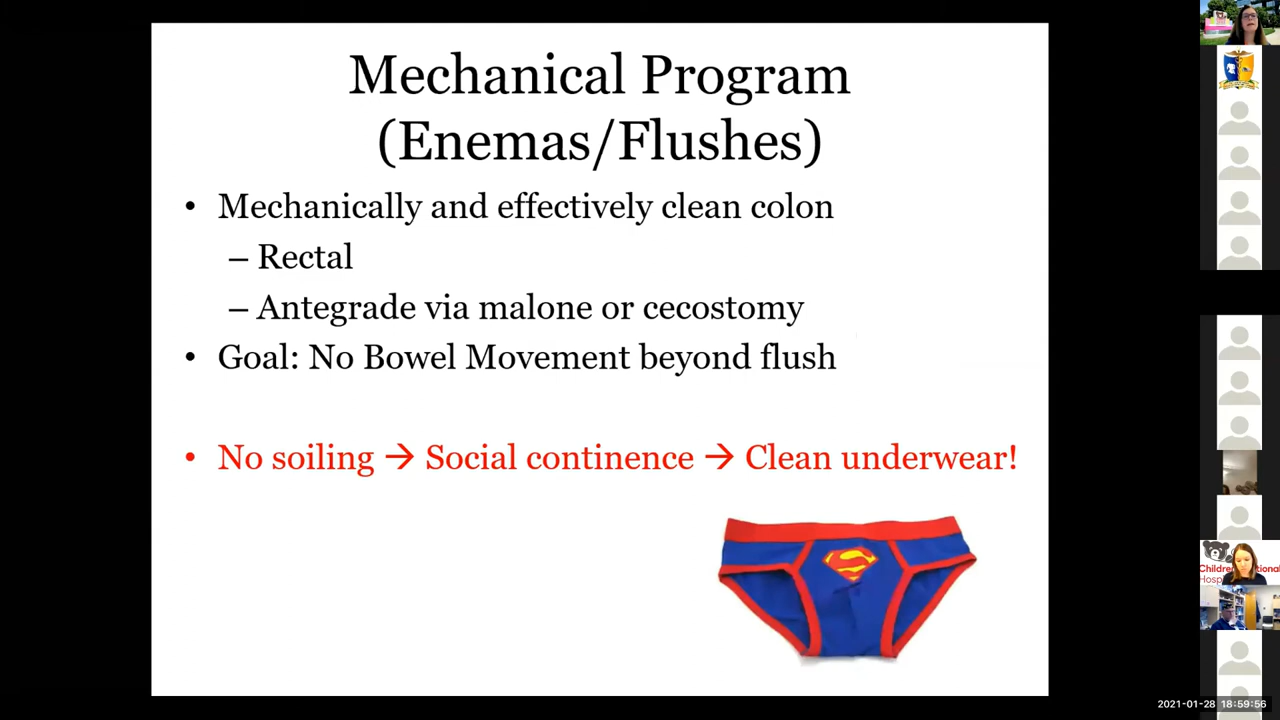 Mechanical Program
(Enemas/Flushes)
• Mechanically and effectively clean colon
– Rectal
– Antegrade via malone or cecostomy
• Goal: No Bowel Movement beyond flush
• No soiling → Social continence → Clean underwear!
2021-01-28 18:59:56